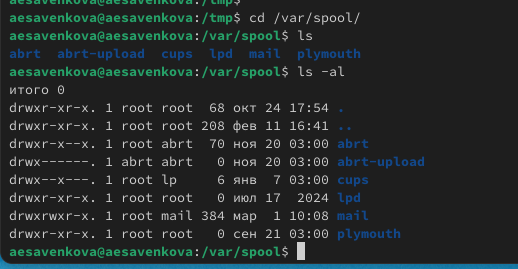 aesavenkova@aesavenkova:/tmp$
aesavenkova@aesavenkova:/tmp$ cd /var/spool/
aesavenkova@aesavenkova:/var/spool$ ls
abrt  abrt-upload  cups  lpd  mail  plymouth
aesavenkova@aesavenkova:/var/spool$ ls -al
итого 0
drwxr-xr-x. 1 root root  68 окт 24 17:54 .
drwxr-xr-x. 1 root root 208 фев 11 16:41 ..
drwxr-x--x. 1 root abrt  70 ноя 20 03:00 abrt
drwx------. 1 abrt abrt   0 ноя 20 03:00 abrt-upload
drwx--x---. 1 root lp     6 янв  7 03:00 cups
drwxr-xr-x. 1 root root   0 июл 17  2024 lpd
drwxrwxr-x. 1 root mail 384 мар  1 10:08 mail
drwxr-xr-x. 1 root root   0 сен 21 03:00 plymouth
aesavenkova@aesavenkova:/var/spool$